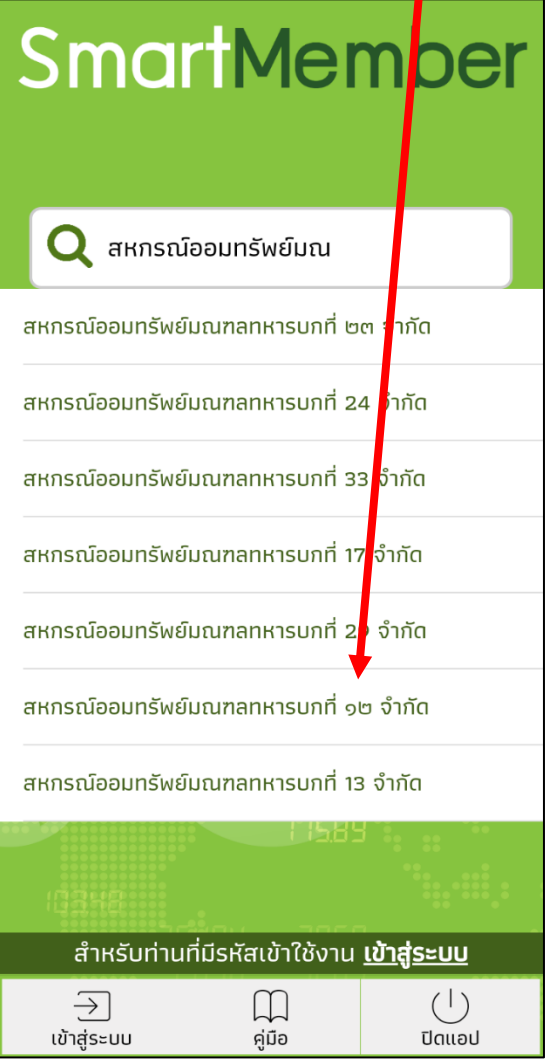 SmartMember
สหกรณ์ออมทรัพย์มณ
สหกรณ์ออมทรัพย์มณฑลทหารบกที่ ๒๓ จำกัด
สหกรณ์ออมทรัพย์มณฑลทหารบกที่ 24 จำกัด
สหกรณ์ออมทรัพย์มณฑลทหารบกที่ 33 จำกัด
สหกรณ์ออมทรัพย์มณฑลทหารบกที่ 17 จำกัด
สหกรณ์ออมทรัพย์มณฑลทหารบกที่ 29 จำกัด
สหกรณ์ออมทรัพย์มณฑลทหารบกที่ ๑๒ จำกัด
สหกรณ์ออมทรัพย์มณฑลทหารบกที่ 13 จำกัด
สำหรับท่านที่มีรหัสเข้าใช้งาน เข้าสู่ระบบ
เข้าสู่ระบบ คู่มือ ปิดแอป